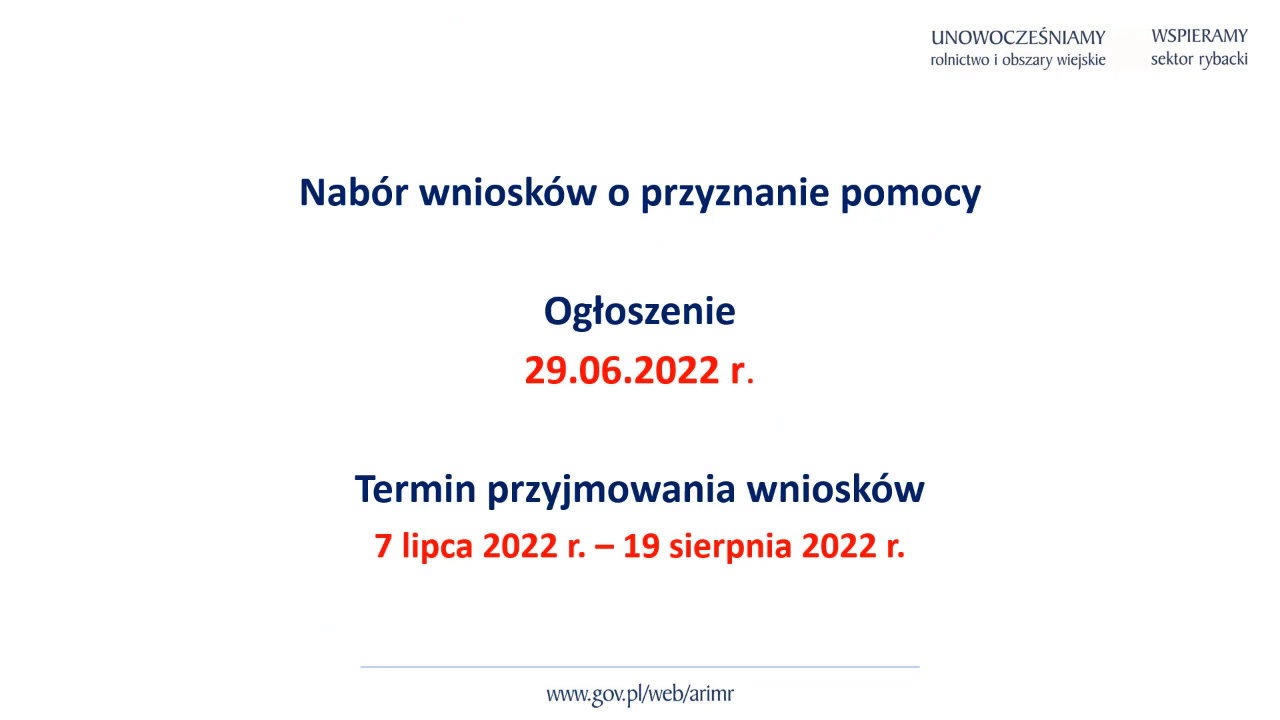 UNOWOCZEŚNIAMY
rolnictwo i obszary wiejskie
WSPIERAMY
sektor rybacki
Nabór wniosków o przyznanie pomocy
Ogłoszenie
29.06.2022 r.
Termin przyjmowania wniosków
7 lipca 2022 r. – 19 sierpnia 2022 r.
www.gov.pl/web/arimr